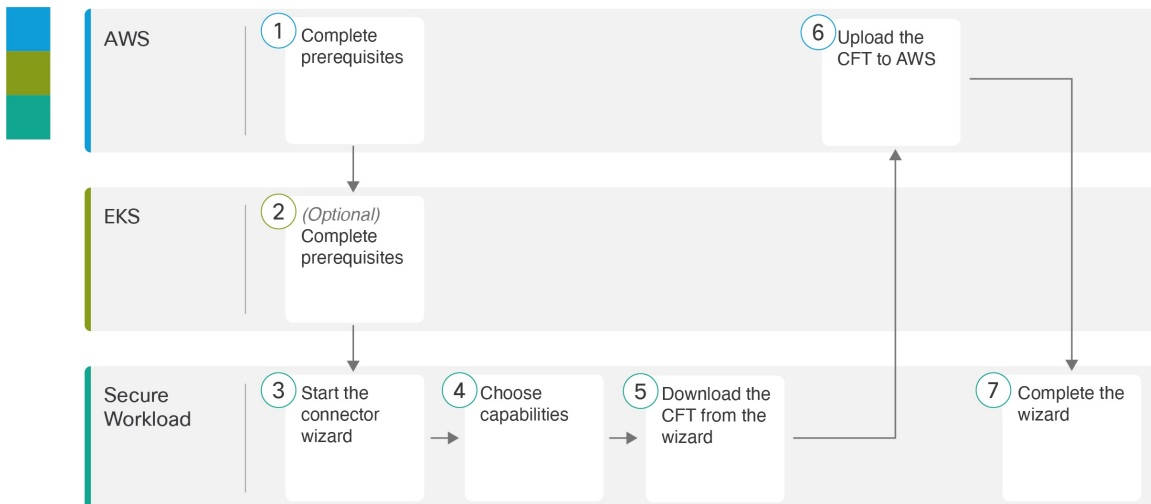 AWS
1
Complete
prerequisites
6
Upload the
CFT to AWS
EKS
2
(Optional)
Complete
prerequisites
Secure
Workload
3
Start the
connector
wizard
4
Choose
capabilities
5
Download the
CFT from the
wizard
7
Complete the
wizard